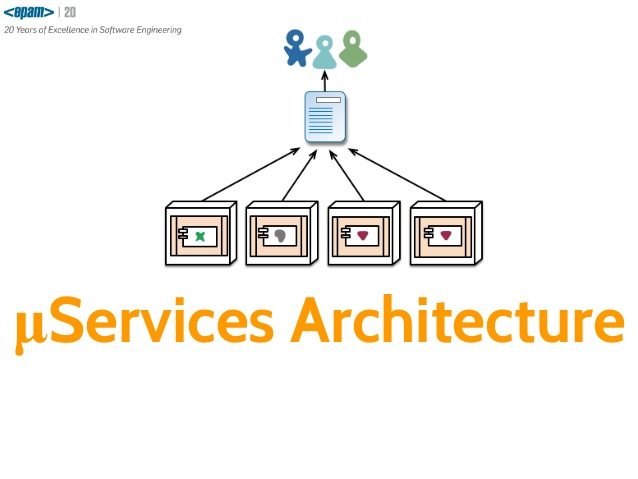 <epam> | 20
20 Years of Excellence in Software Engineering
µServices Architecture